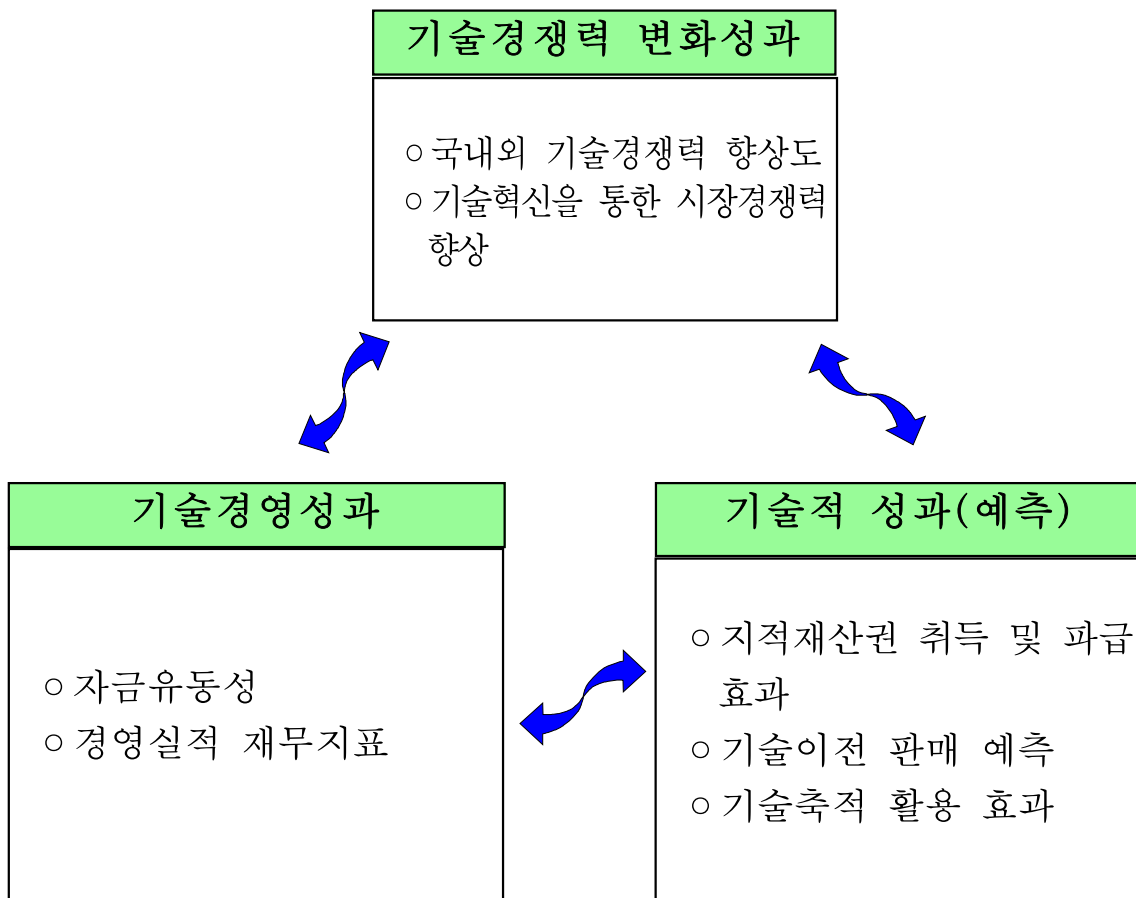 기술경쟁력 변화성과
○ 국내외 기술경쟁력 향상도
○ 기술혁신을 통한 시장경쟁력
향상
기술경영성과
○ 자금유동성
○ 경영실적 재무지표
기술적 성과(예측)
○ 지적재산권 취득 및 파급
효과
○ 기술이전 판매 예측
○ 기술축적 활용 효과